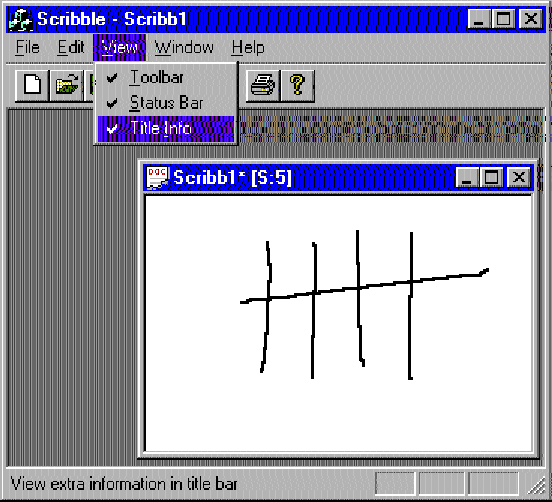 Scribble - Scribb1
File Edit View Window Help
Toolbar
Status Bar
Title Info
DOC Scribb1* [S:5]
View extra information in title bar